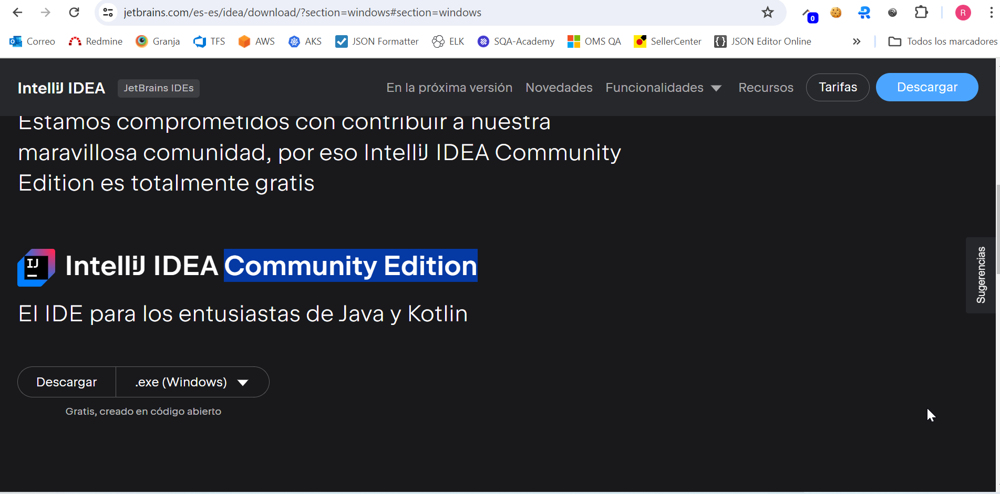 jetbrains.com/es-es/idea/download/?section=windows#section=windows
0
R
R
Correo
Redmine
Granja
TFS
AWS
AKS
JSON Formatter
ELK
SQA-Academy
OMS QA
SellerCenter
JSON Editor Online
»
Todos los marcadores
IntelliJ IDEA
JetBrains IDEs
En la próxima versión
Novedades
Funcionalidades
Recursos
Tarifas
Descargar
Estamos comprometidos con contribuir a nuestra
maravillosa comunidad, por eso IntelliJ IDEA Community
Edition es totalmente gratis
IJ
IntelliJ IDEA Community Edition
El IDE para los entusiastas de Java y Kotlin
Descargar
.exe (Windows)
Gratis, creado en código abierto
Sugerencias